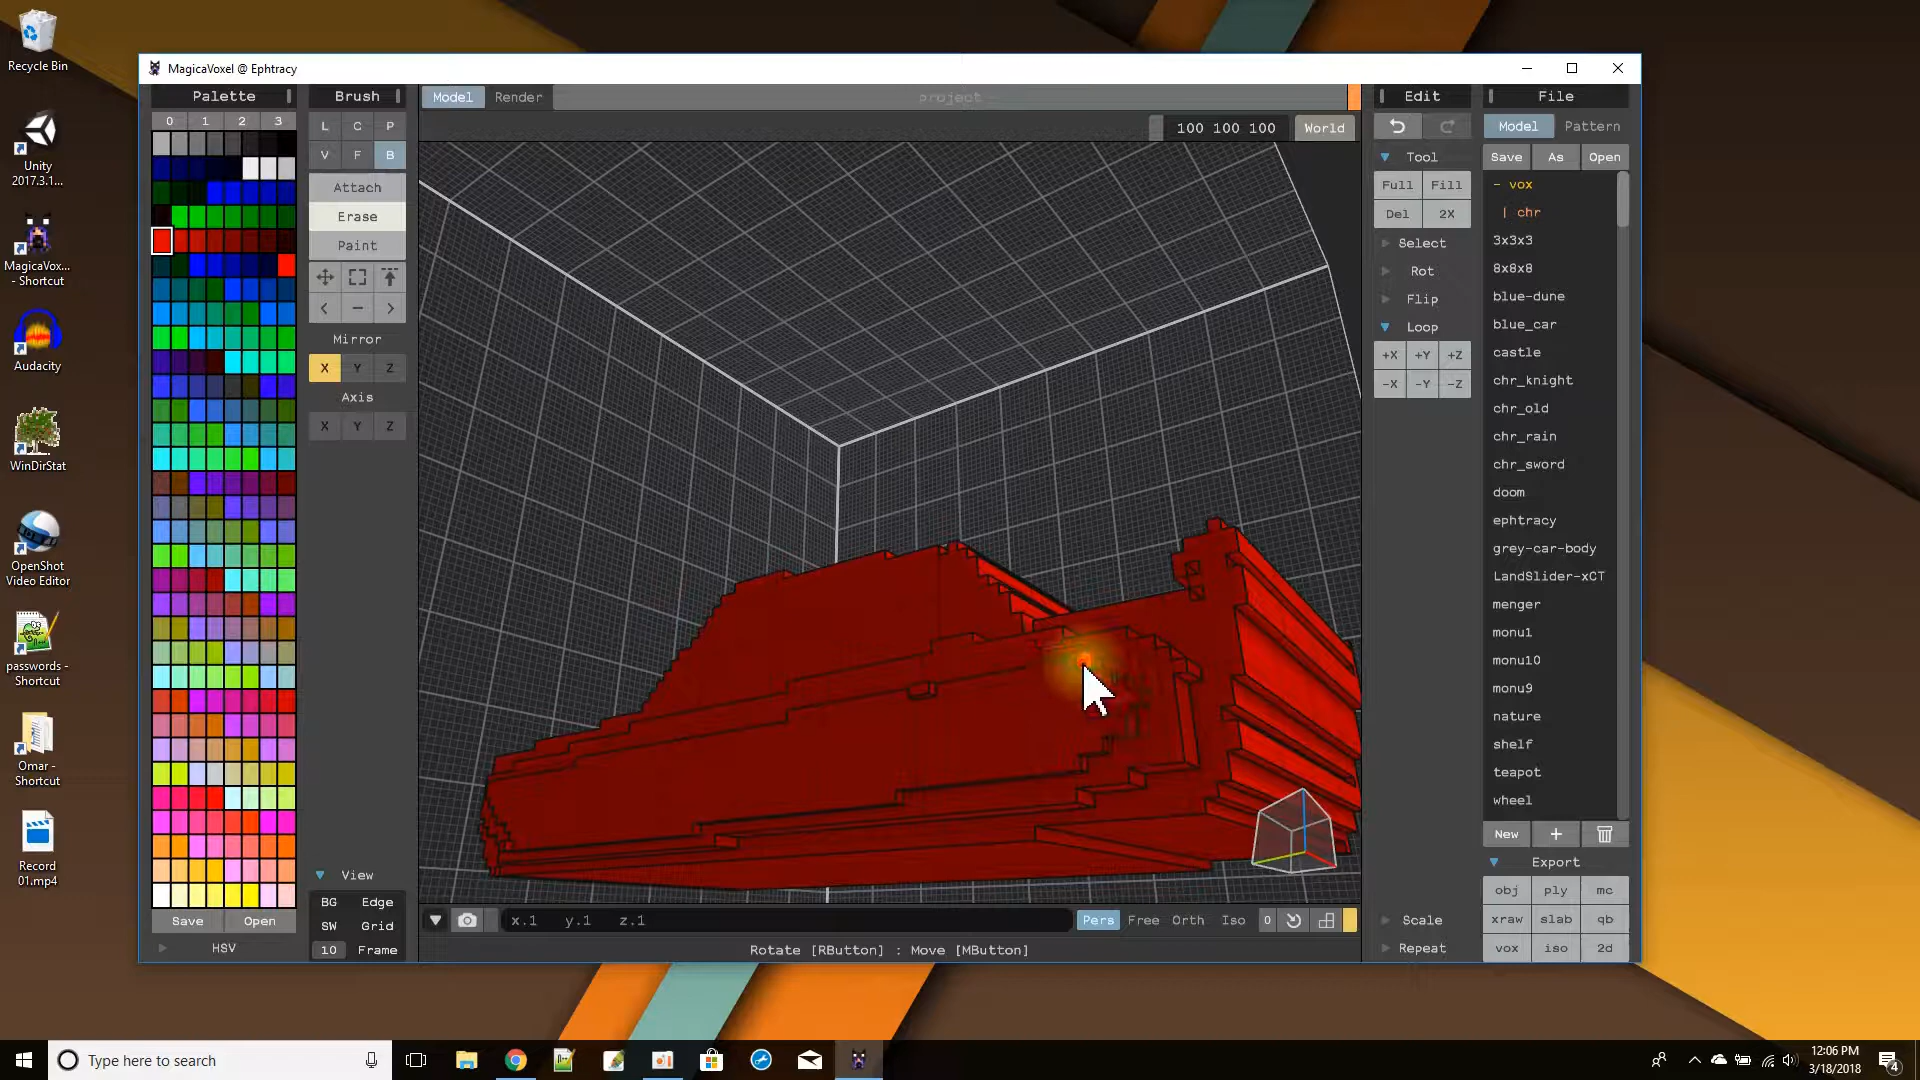 Recycle Bin
Unity
2017.3.1...
MagicaVox...
- Shortcut
Audacity
WinDirStat
OpenShot
Video Editor
passwords -
Shortcut
Omar -
Shortcut
Record
01.mp4
MagicaVoxel @ Ephtracy
Palette
0 1 2 3
Save Open
HSV
Brush
L C P
V F B
Attach
Erase
Paint
< - >
Mirror
X Y Z
Axis
X Y Z
View
BG Edge
SW Grid
10 Frame
Model Render project
100 100 100 World
x.1 y.1 z.1
Pers Free Orth Iso 0
Rotate [RButton] : Move [MButton]
Edit
Tool
Full Fill
Del 2X
Select
Rot
Flip
Loop
+X +Y +Z
-X -Y -Z
Scale
Repeat
File
Model Pattern
Save As Open
- vox
| chr
3x3x3
8x8x8
blue-dune
blue_car
castle
chr_knight
chr_old
chr_rain
chr_sword
doom
ephtracy
grey-car-body
LandSlider-xCT
menger
monu1
monu10
monu9
nature
shelf
teapot
wheel
New +
Export
obj ply mc
xraw slab qb
vox iso 2d
Type here to search
12:06 PM
3/18/2018
4